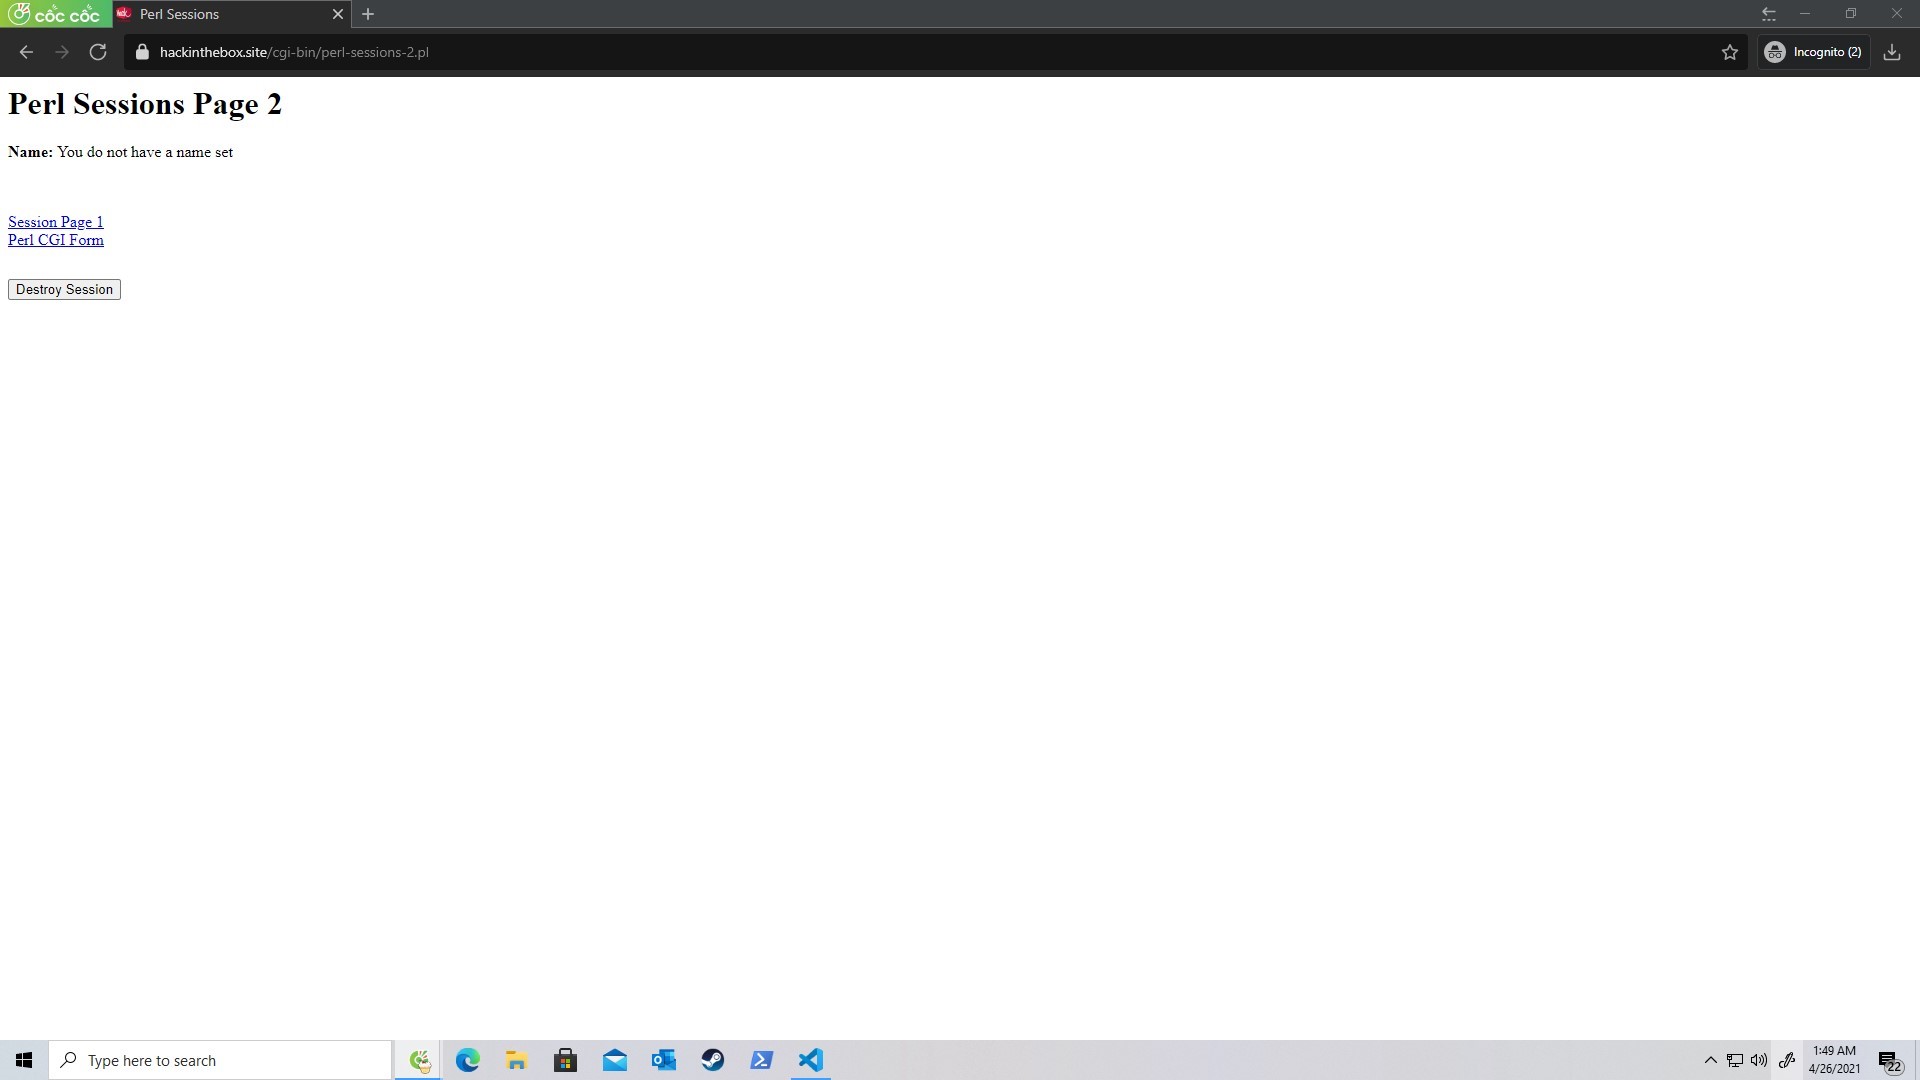 cốc cốc
Perl Sessions
hackinthebox.site/cgi-bin/perl-sessions-2.pl
Incognito (2)
Perl Sessions Page 2
Name: You do not have a name set
Session Page 1
Perl CGI Form
Destroy Session
Type here to search
1:49 AM
4/26/2021
22